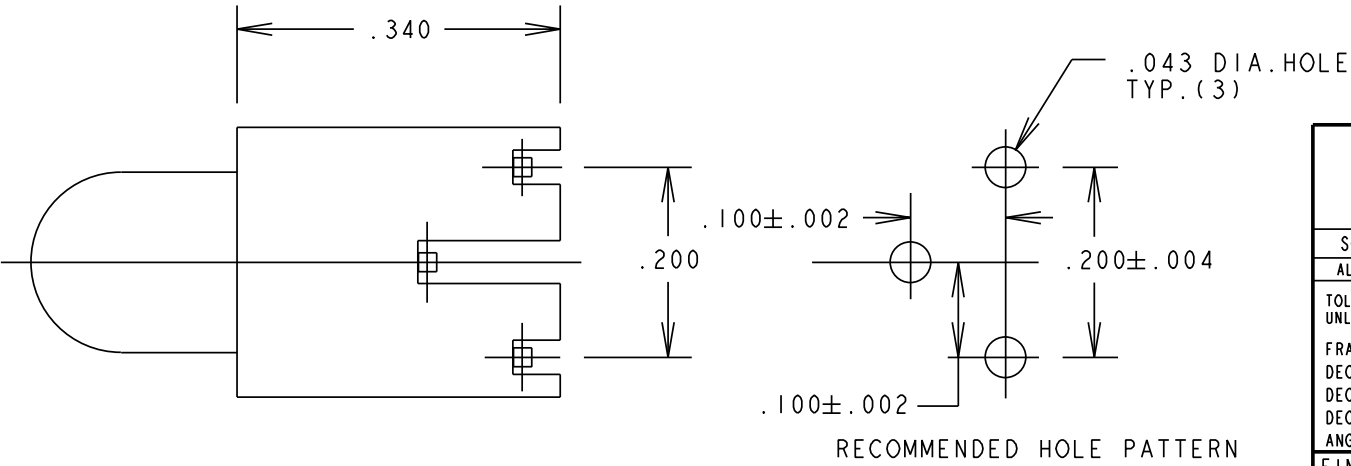 .340
.043 DIA.HOLE
TYP.(3)
.100±.002
.200
.200±.004
.100±.002
RECOMMENDED HOLE PATTERN
S
AL
TOL
UNL
FRA
DEC
DEC
DEC
ANG